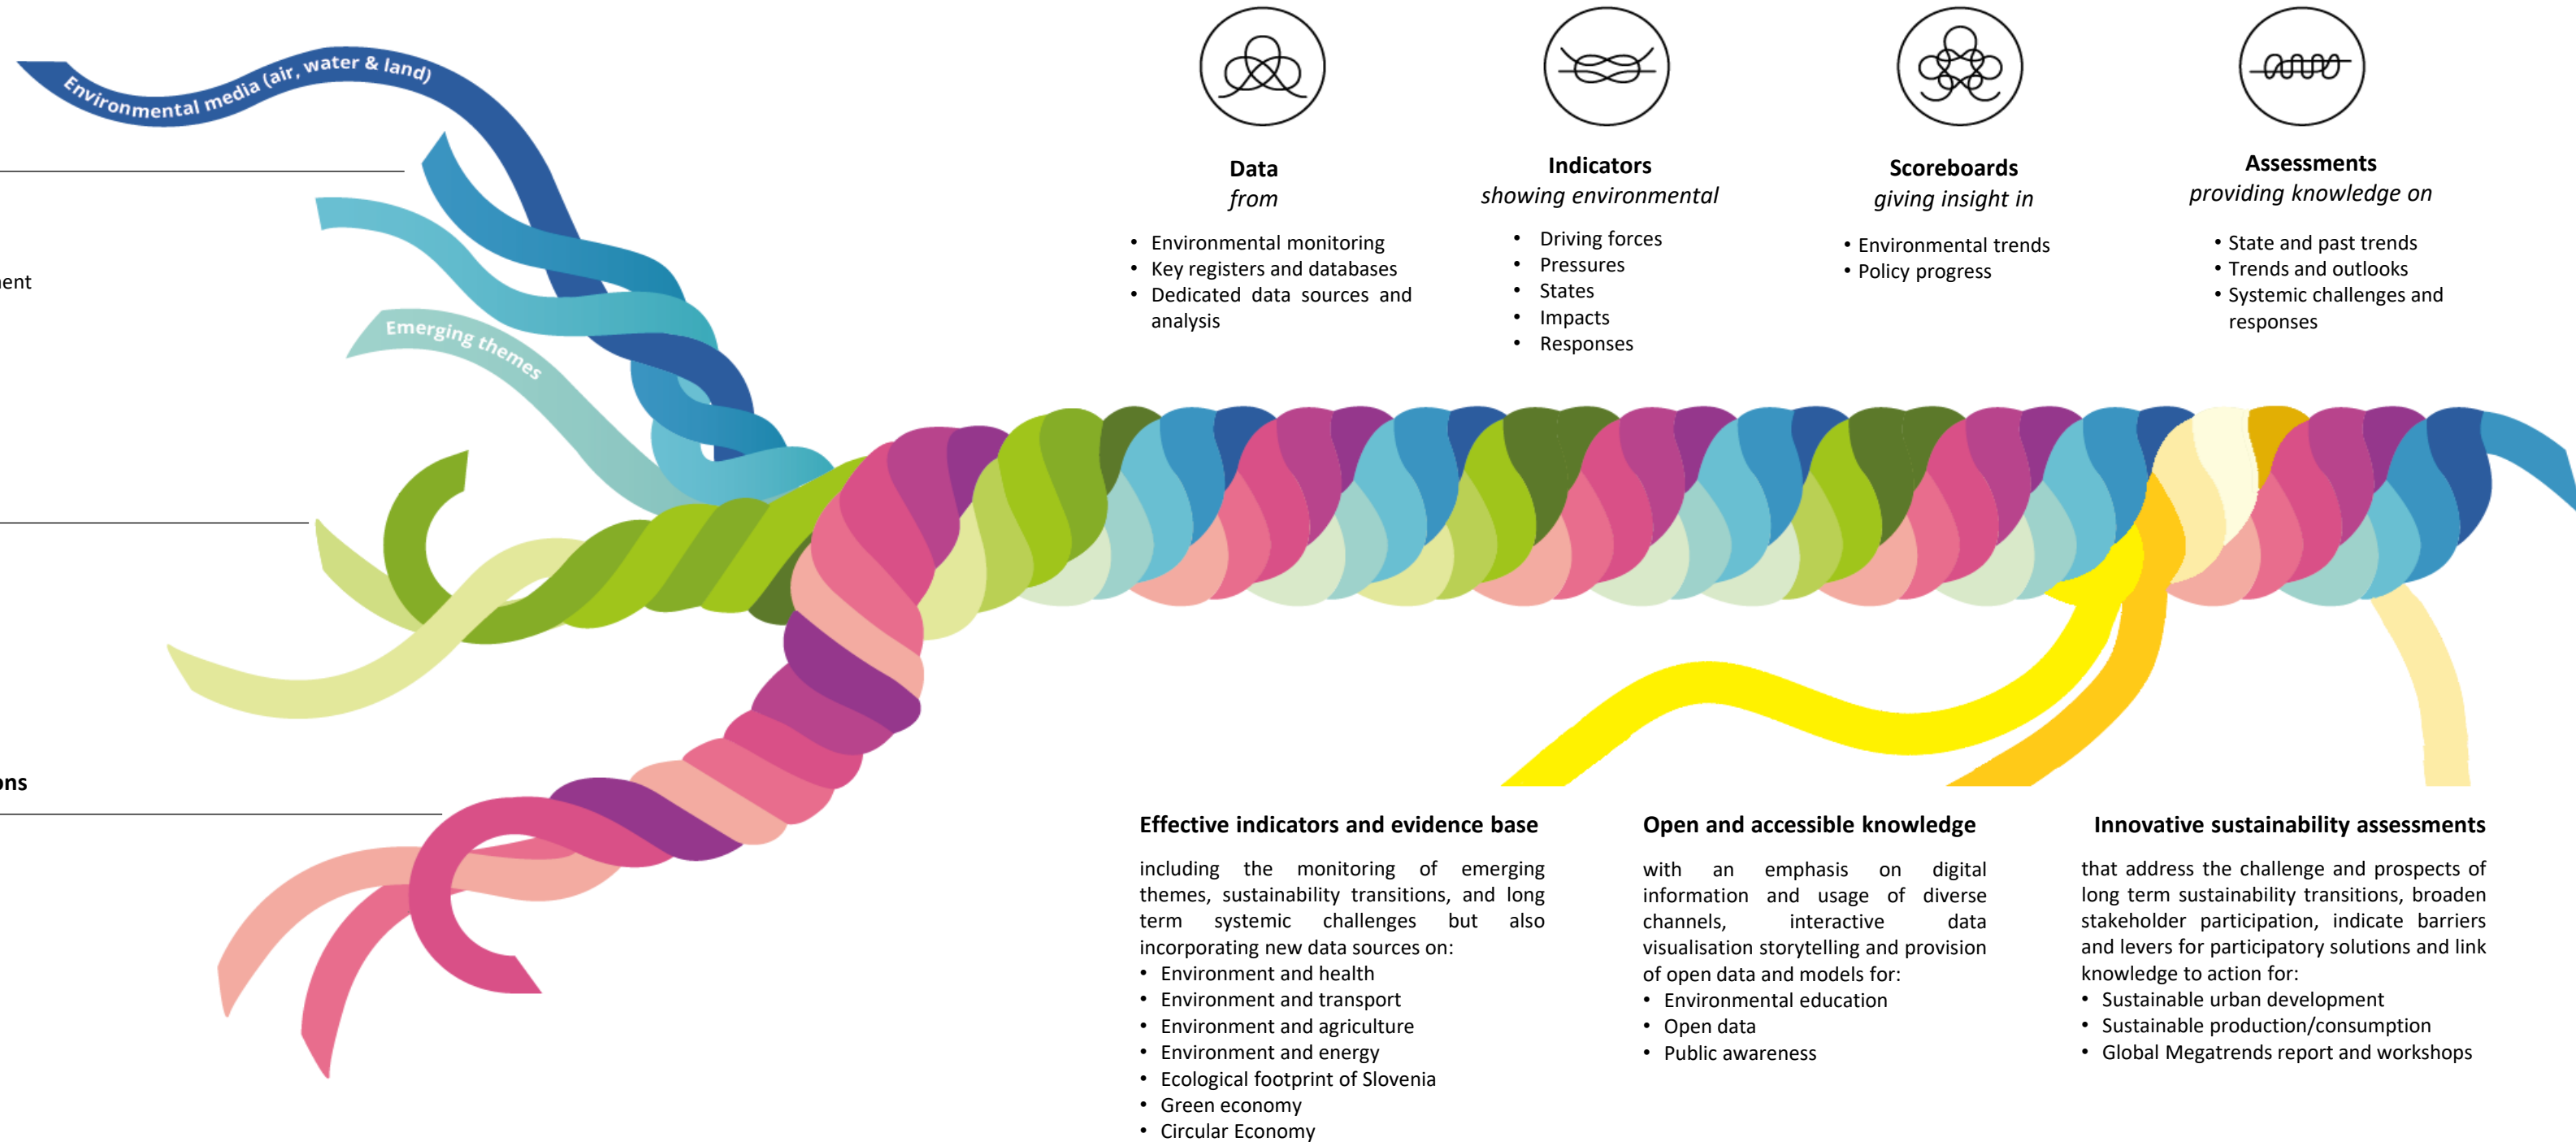 Environmental media (air, water & land)
ent
Emerging themes
ons
Data
from
• Environmental monitoring
• Key registers and databases
• Dedicated data sources and
analysis
Indicators
showing environmental
• Driving forces
• Pressures
• States
• Impacts
• Responses
Scoreboards
giving insight in
• Environmental trends
• Policy progress
Assessments
providing knowledge on
• State and past trends
• Trends and outlooks
• Systemic challenges and
responses
Effective indicators and evidence base
including the monitoring of emerging
themes, sustainability transitions, and long
term systemic challenges but also
incorporating new data sources on:
• Environment and health
• Environment and transport
• Environment and agriculture
• Environment and energy
• Ecological footprint of Slovenia
• Green economy
• Circular Economy
Open and accessible knowledge
with an emphasis on digital
information and usage of diverse
channels, interactive data
visualisation storytelling and provision
of open data and models for:
• Environmental education
• Open data
• Public awareness
Innovative sustainability assessments
that address the challenge and prospects of
long term sustainability transitions, broaden
stakeholder participation, indicate barriers
and levers for participatory solutions and link
knowledge to action for:
• Sustainable urban development
• Sustainable production/consumption
• Global Megatrends report and workshops